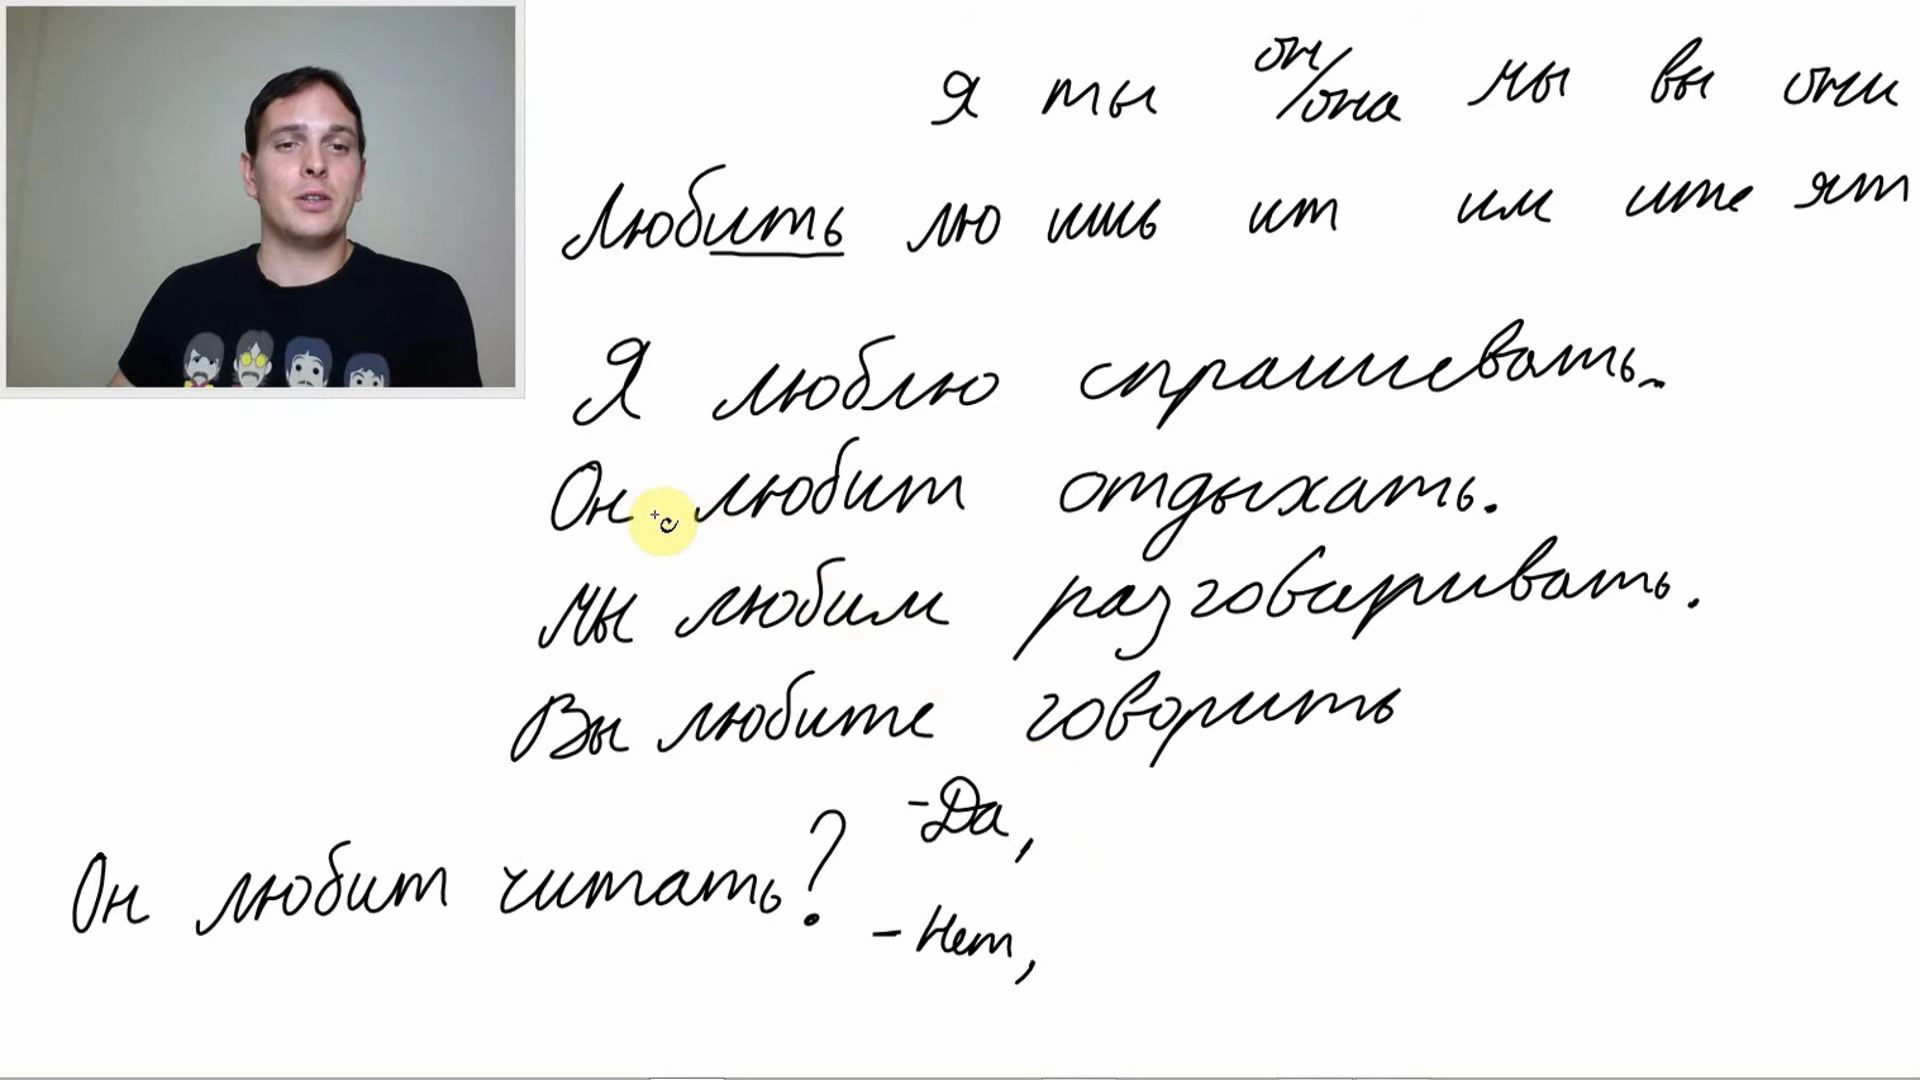 я ты он/она мы вы они
Любить лю ишь ит им ите ят
Я люблю спрашивать.
Он любит отдыхать.
Мы любим разговаривать.
Вы любите говорить
Он любит читать?
- Да,
- Нет,